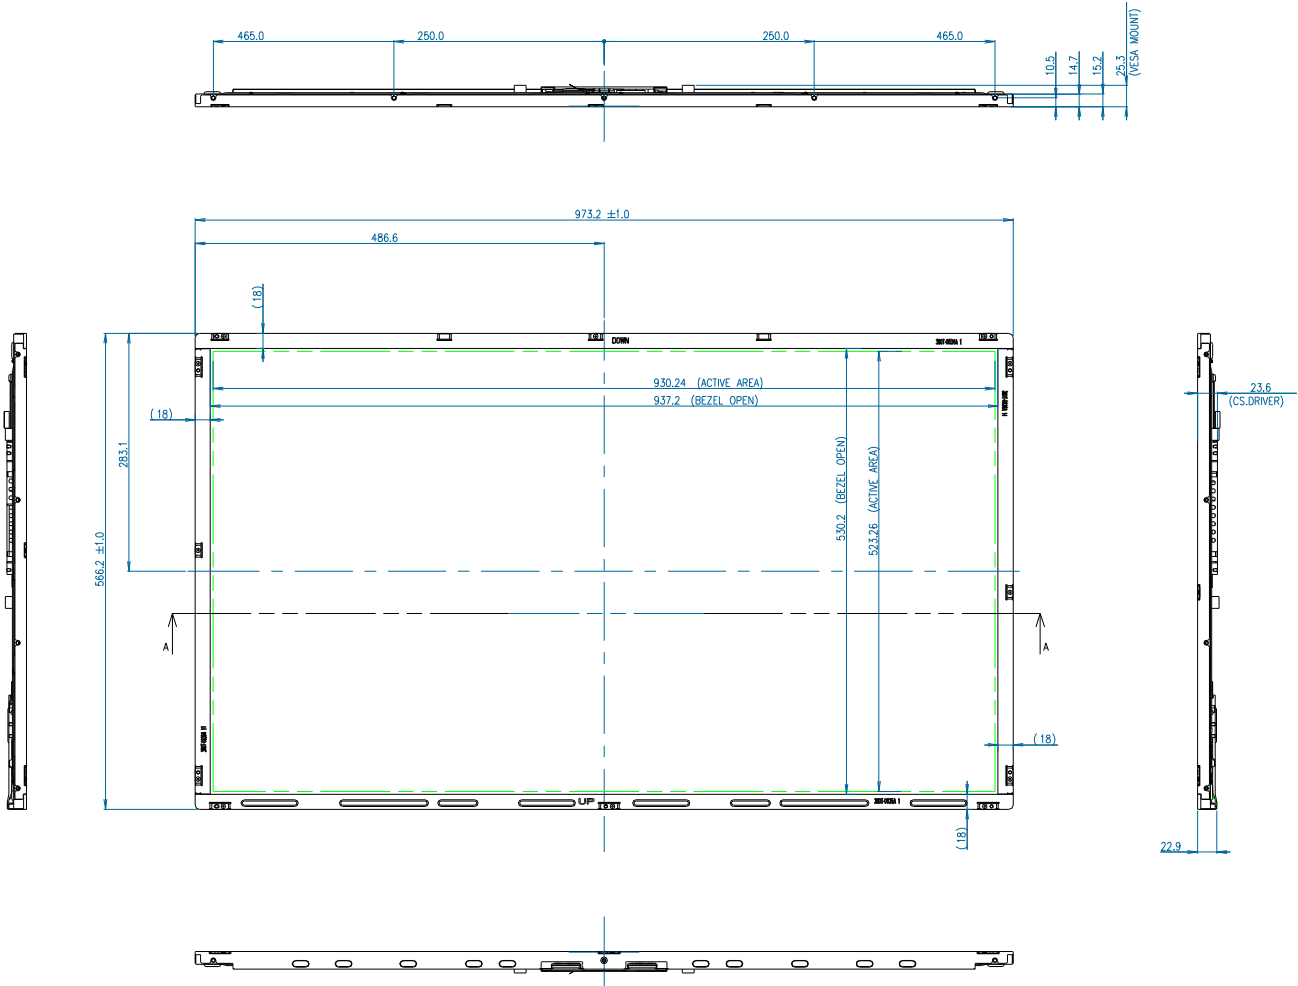 465.0
250.0
250.0
465.0
10.5
14.7
15.2
25.3
(VESA MOUNT)
973.2 ±1.0
486.6
(18)
DOWN
930.24 (ACTIVE AREA)
937.2 (BEZEL OPEN)
(18)
23.6
(CS.DRIVER)
283.1
530.2 (BEZEL OPEN)
523.26 (ACTIVE AREA)
566.2 ±1.0
A
A
(18)
UP
(18)
22.9